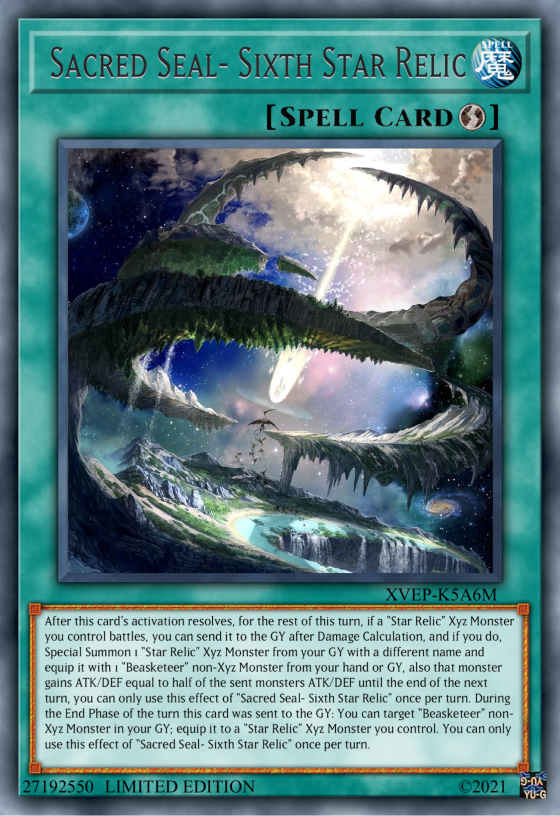 SACRED SEAL- SIXTH STAR RELIC
SPELL
魔
[SPELL CARD]
XVEP-K5A6M
After this card's activation resolves, for the rest of this turn, if a "Star Relic" Xyz Monster
you control battles, you can send it to the GY after Damage Calculation, and if you do,
Special Summon 1 "Star Relic" Xyz Monster from your GY with a different name and
equip it with 1 "Beasketeer" non-Xyz Monster from your hand or GY, also that monster
gains ATK/DEF equal to half of the sent monsters ATK/DEF until the end of the next
turn, you can only use this effect of "Sacred Seal- Sixth Star Relic" once per turn. During
the End Phase of the turn this card was sent to the GY: You can target "Beasketeer" non-
Xyz Monster in your GY; equip it to a "Star Relic" Xyz Monster you control. You can only
use this effect of "Sacred Seal- Sixth Star Relic" once per turn.
27192550 LIMITED EDITION
©2021
YU-G
YU-G